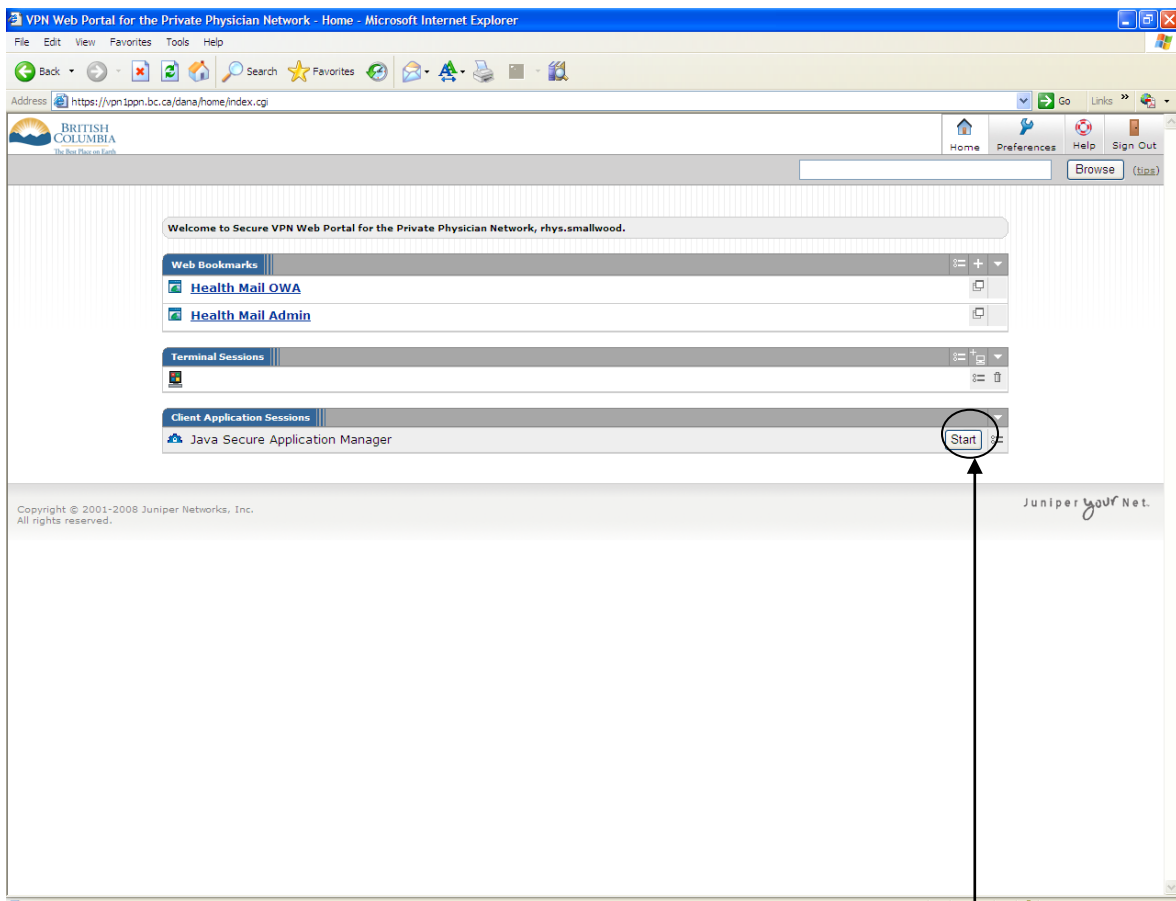 VPN Web Portal for the Private Physician Network - Home - Microsoft Internet Explorer
File Edit View Favorites Tools Help
Back Search Favorites
Address https://vpn1ppn.bc.ca/dana/home/index.cgi Go Links »
BRITISH
COLUMBIA
The Best Place on Earth
Home Preferences Help Sign Out
Browse (tips)
Welcome to Secure VPN Web Portal for the Private Physician Network, rhys.smallwood.
Web Bookmarks
Health Mail OWA
Health Mail Admin
Terminal Sessions
Client Application Sessions
Java Secure Application Manager Start
Copyright © 2001-2008 Juniper Networks, Inc.
All rights reserved.
Juniper your Net.